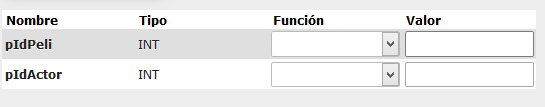 Nombre Tipo Función Valor
pIdPeli INT
pIdActor INT